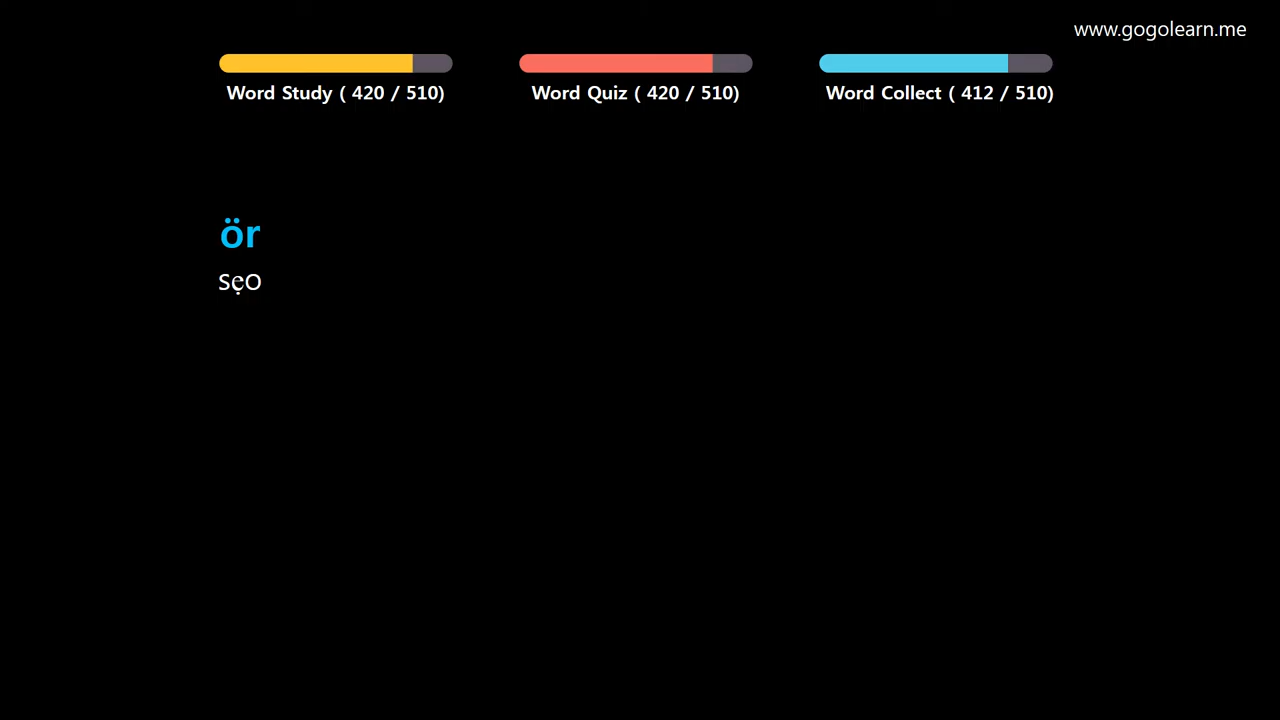 www.gogolearn.me
Word Study ( 420 / 510)
Word Quiz ( 420 / 510)
Word Collect ( 412 / 510)
ör
sẹO